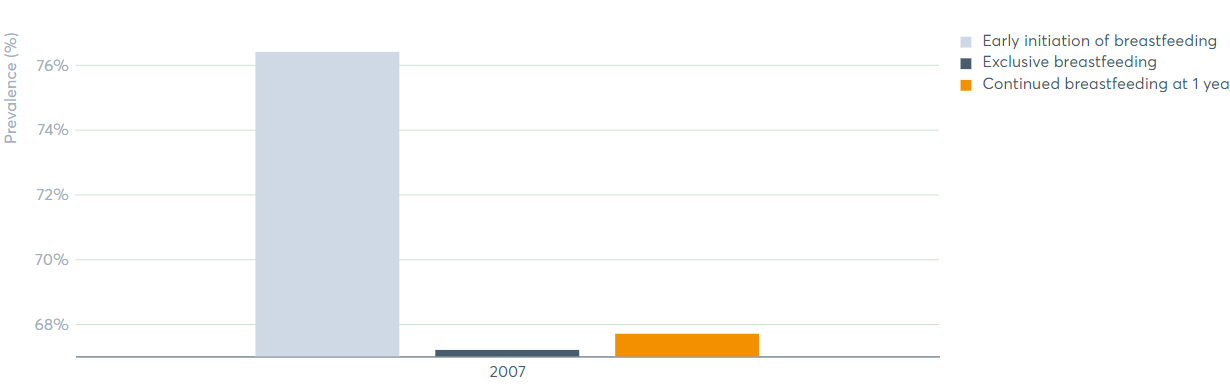 Prevalence (%)
76%
74%
72%
70%
68%
2007
Early initiation of breastfeeding
Exclusive breastfeeding
Continued breastfeeding at 1 yea